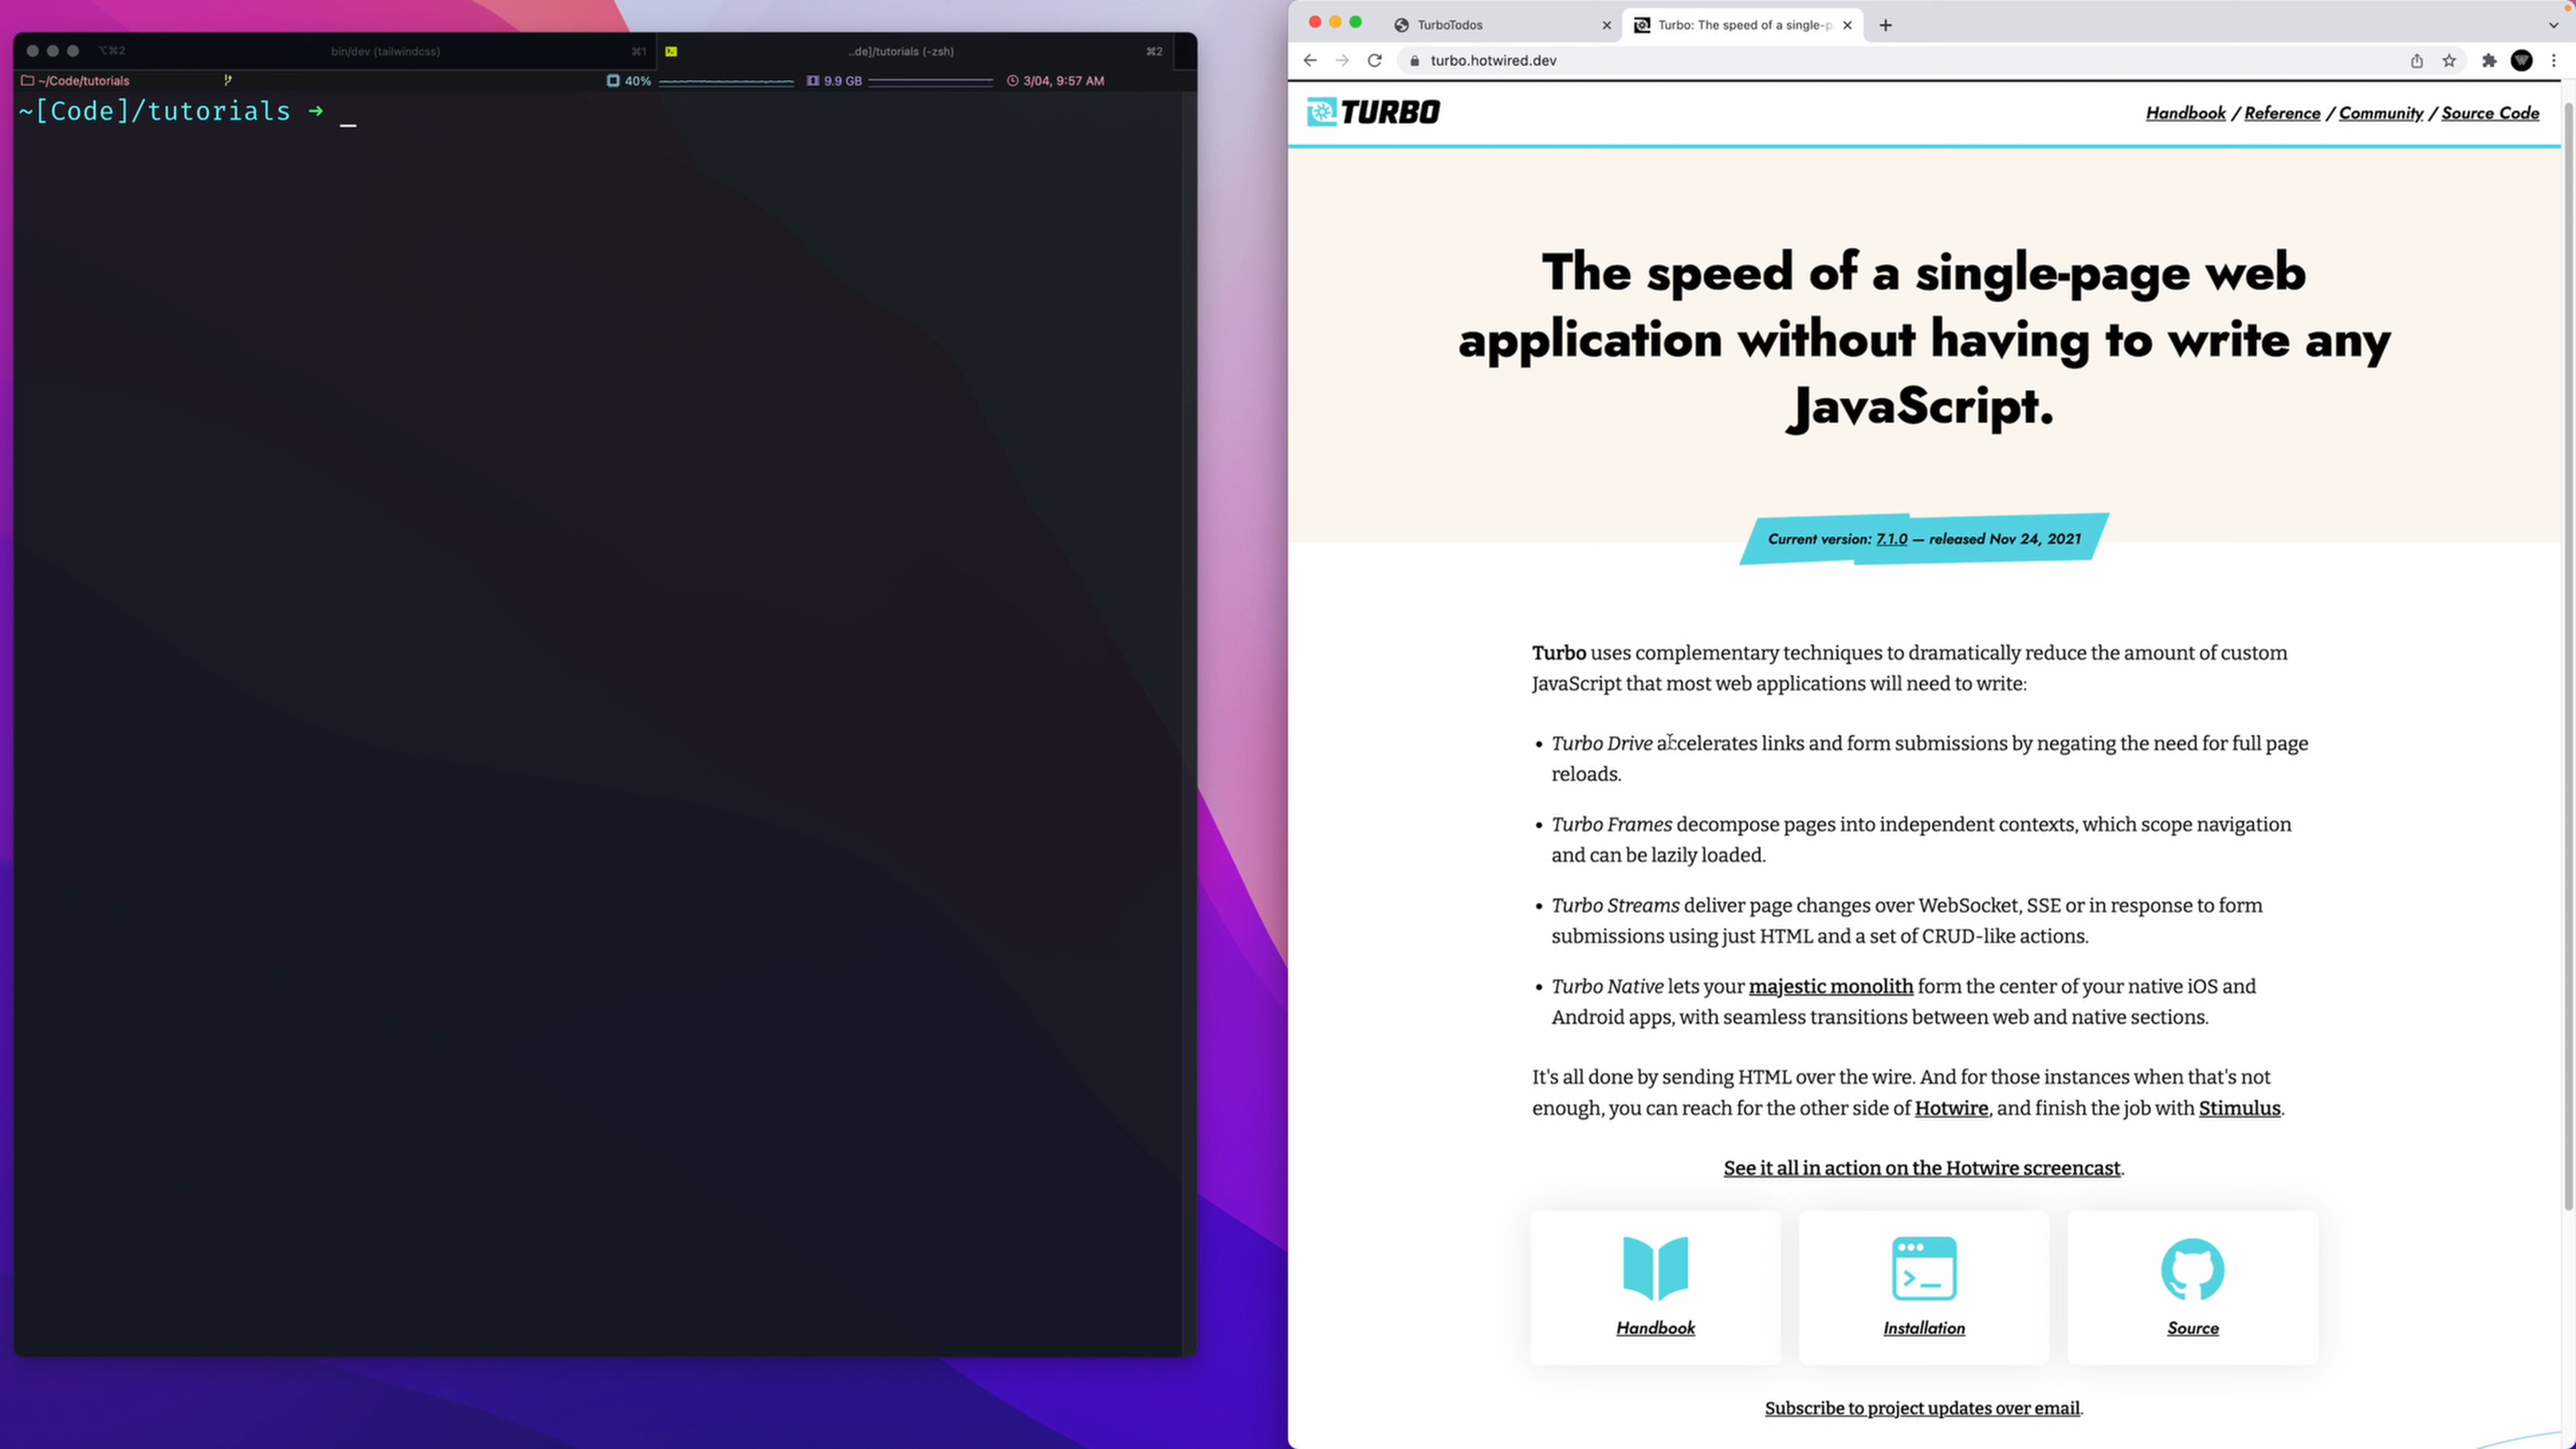 ⌥⌘2
bin/dev (tailwindcss)
⌘1
..de]/tutorials (-zsh)
⌘2
~/Code/tutorials
40%
9.9 GB
3/04, 9:57 AM
~[Code]/tutorials ➜ _
TurboTodos
Turbo: The speed of a single-p
turbo.hotwired.dev
TURBO
Handbook / Reference / Community / Source Code
The speed of a single-page web
application without having to write any
JavaScript.
Current version: 7.1.0 — released Nov 24, 2021
Turbo uses complementary techniques to dramatically reduce the amount of custom
JavaScript that most web applications will need to write:
• Turbo Drive accelerates links and form submissions by negating the need for full page
reloads.
• Turbo Frames decompose pages into independent contexts, which scope navigation
and can be lazily loaded.
• Turbo Streams deliver page changes over WebSocket, SSE or in response to form
submissions using just HTML and a set of CRUD-like actions.
• Turbo Native lets your majestic monolith form the center of your native iOS and
Android apps, with seamless transitions between web and native sections.
It's all done by sending HTML over the wire. And for those instances when that's not
enough, you can reach for the other side of Hotwire, and finish the job with Stimulus.
See it all in action on the Hotwire screencast.
Handbook
Installation
Source
Subscribe to project updates over email.